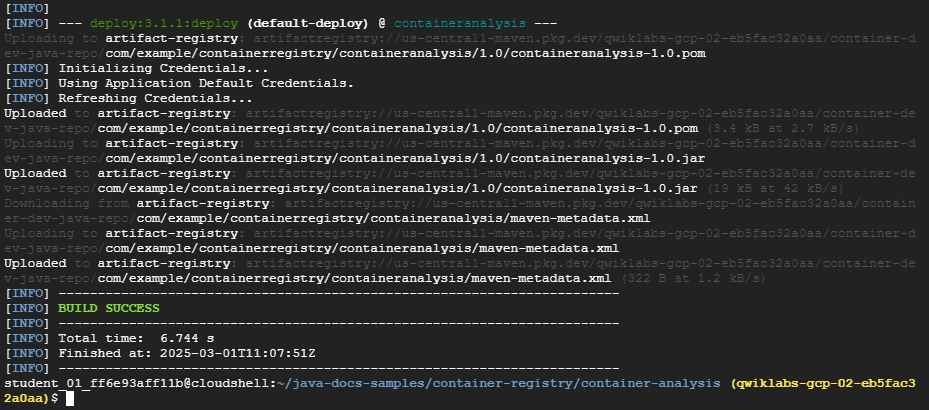 [INFO]
[INFO] --- deploy:3.1.1:deploy (default-deploy) @ containeranalysis ---
Uploading to artifact-registry: artifactregistry://us-central1-maven.pkg.dev/qwiklabs-gcp-02-eb5fac32a0aa/container-d
ev-java-repo/com/example/containerregistry/containeranalysis/1.0/containeranalysis-1.0.pom
[INFO] Initializing Credentials...
[INFO] Using Application Default Credentials.
[INFO] Refreshing Credentials...
Uploaded to artifact-registry: artifactregistry://us-central1-maven.pkg.dev/qwiklabs-gcp-02-eb5fac32a0aa/container-de
v-java-repo/com/example/containerregistry/containeranalysis/1.0/containeranalysis-1.0.pom (3.4 kB at 2.7 kB/s)
Uploading to artifact-registry: artifactregistry://us-central1-maven.pkg.dev/qwiklabs-gcp-02-eb5fac32a0aa/container-d
ev-java-repo/com/example/containerregistry/containeranalysis/1.0/containeranalysis-1.0.jar
Uploaded to artifact-registry: artifactregistry://us-central1-maven.pkg.dev/qwiklabs-gcp-02-eb5fac32a0aa/container-de
v-java-repo/com/example/containerregistry/containeranalysis/1.0/containeranalysis-1.0.jar (19 kB at 42 kB/s)
Downloading from artifact-registry: artifactregistry://us-central1-maven.pkg.dev/qwiklabs-gcp-02-eb5fac32a0aa/contain
er-dev-java-repo/com/example/containerregistry/containeranalysis/maven-metadata.xml
Uploading to artifact-registry: artifactregistry://us-central1-maven.pkg.dev/qwiklabs-gcp-02-eb5fac32a0aa/container-d
ev-java-repo/com/example/containerregistry/containeranalysis/maven-metadata.xml
Uploaded to artifact-registry: artifactregistry://us-central1-maven.pkg.dev/qwiklabs-gcp-02-eb5fac32a0aa/container-de
v-java-repo/com/example/containerregistry/containeranalysis/maven-metadata.xml (322 B at 1.2 kB/s)
[INFO] ------------------------------------------------------------------------
[INFO] BUILD SUCCESS
[INFO] ------------------------------------------------------------------------
[INFO] Total time:  6.744 s
[INFO] Finished at: 2025-03-01T11:07:51Z
[INFO] ------------------------------------------------------------------------
student_01_ff6e93aff11b@cloudshell:~/java-docs-samples/container-registry/container-analysis (qwiklabs-gcp-02-eb5fac3
2a0aa)$